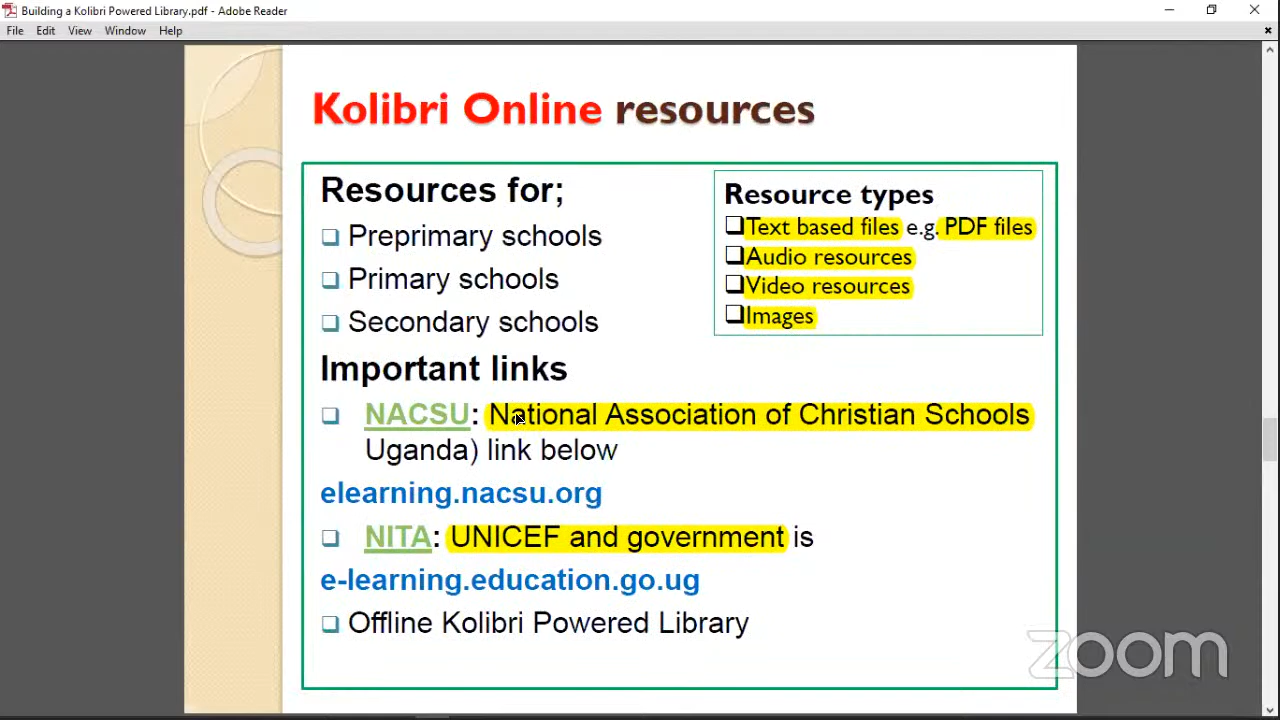 Building a Kolibri Powered Library.pdf - Adobe Reader
File Edit View Window Help
Kolibri Online resources
Resources for;
❑ Preprimary schools
❑ Primary schools
❑ Secondary schools
Resource types
❑Text based files e.g. PDF files
❑Audio resources
❑Video resources
❑Images
Important links
❑ NACSU: National Association of Christian Schools
Uganda) link below
elearning.nacsu.org
❑ NITA: UNICEF and government is
e-learning.education.go.ug
❑ Offline Kolibri Powered Library
zoom